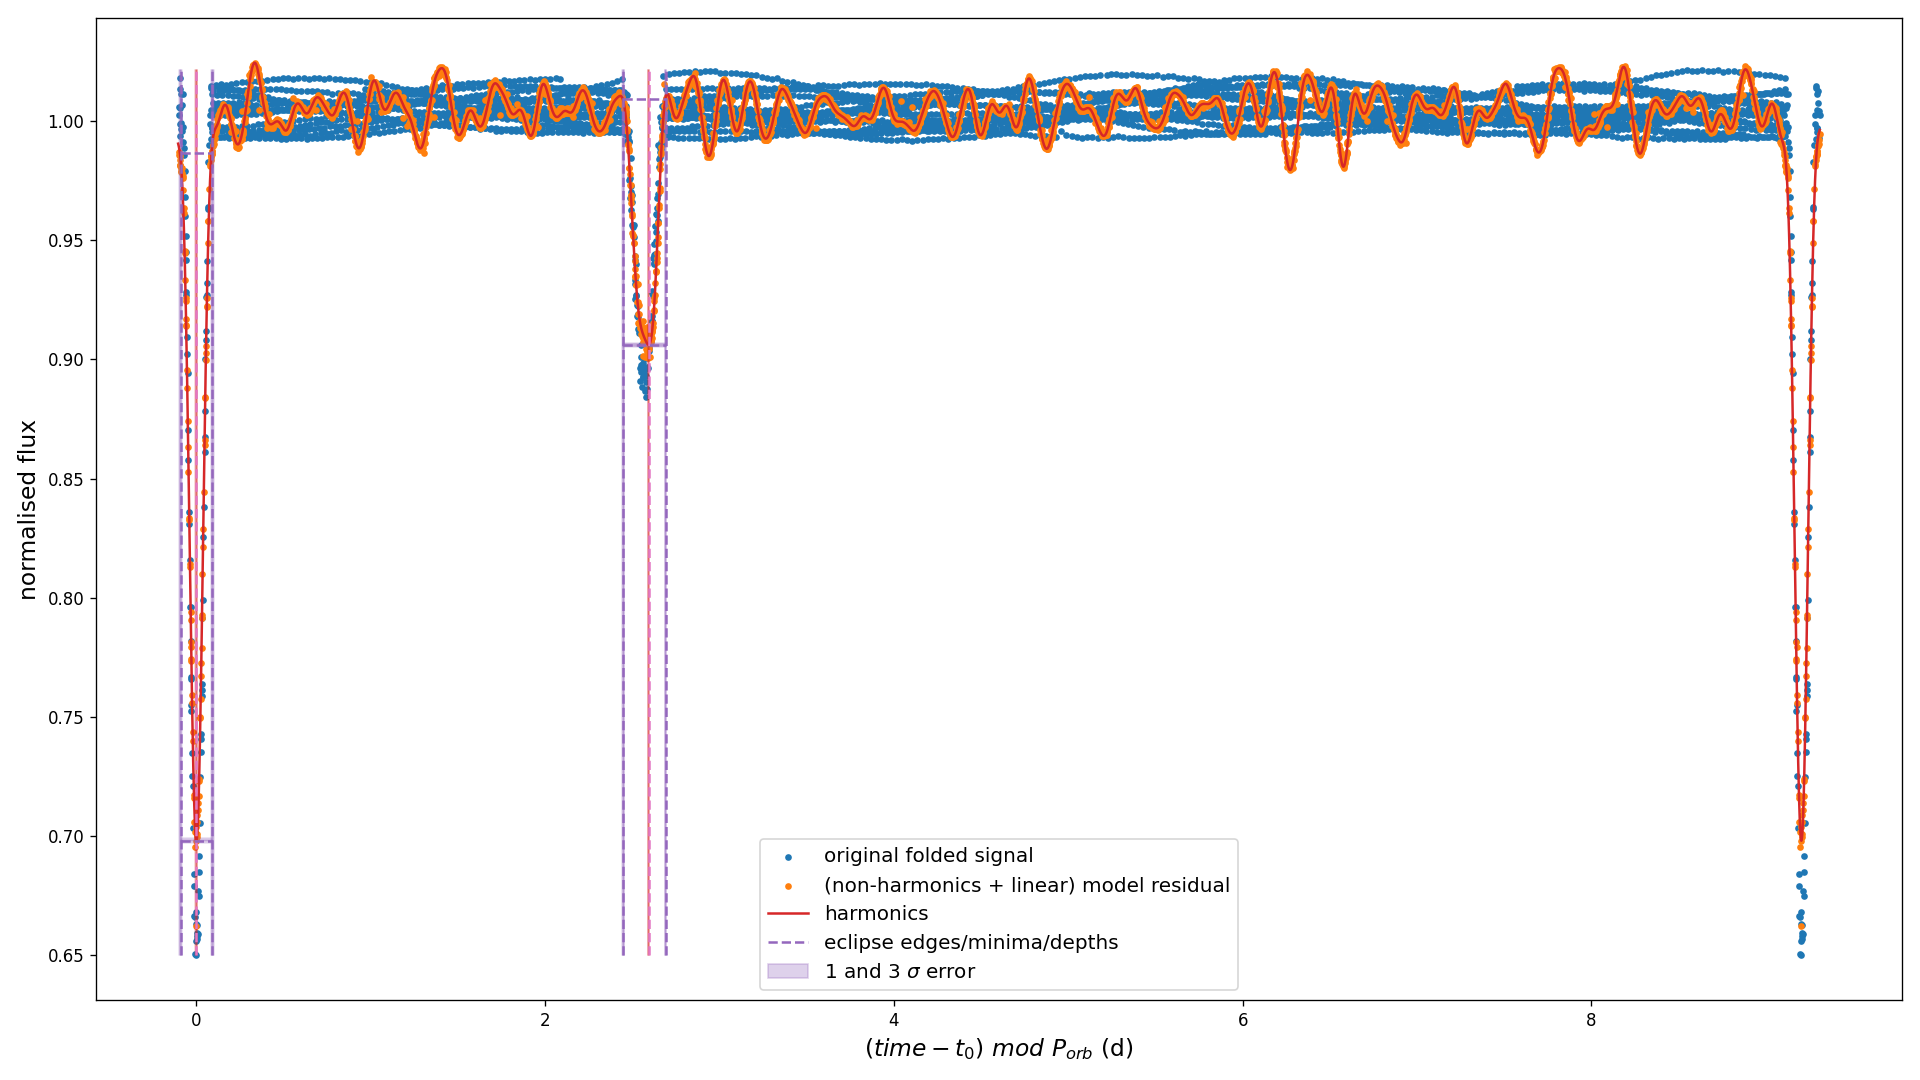 normalised flux
1.00
0.95
0.90
0.85
0.80
0.75
0.70
0.65
original folded signal
(non-harmonics + linear) model residual
harmonics
eclipse edges/minima/depths
1 and 3 σ error
0
2
4
6
8
(time − t₀) mod Pₒᵣb (d)